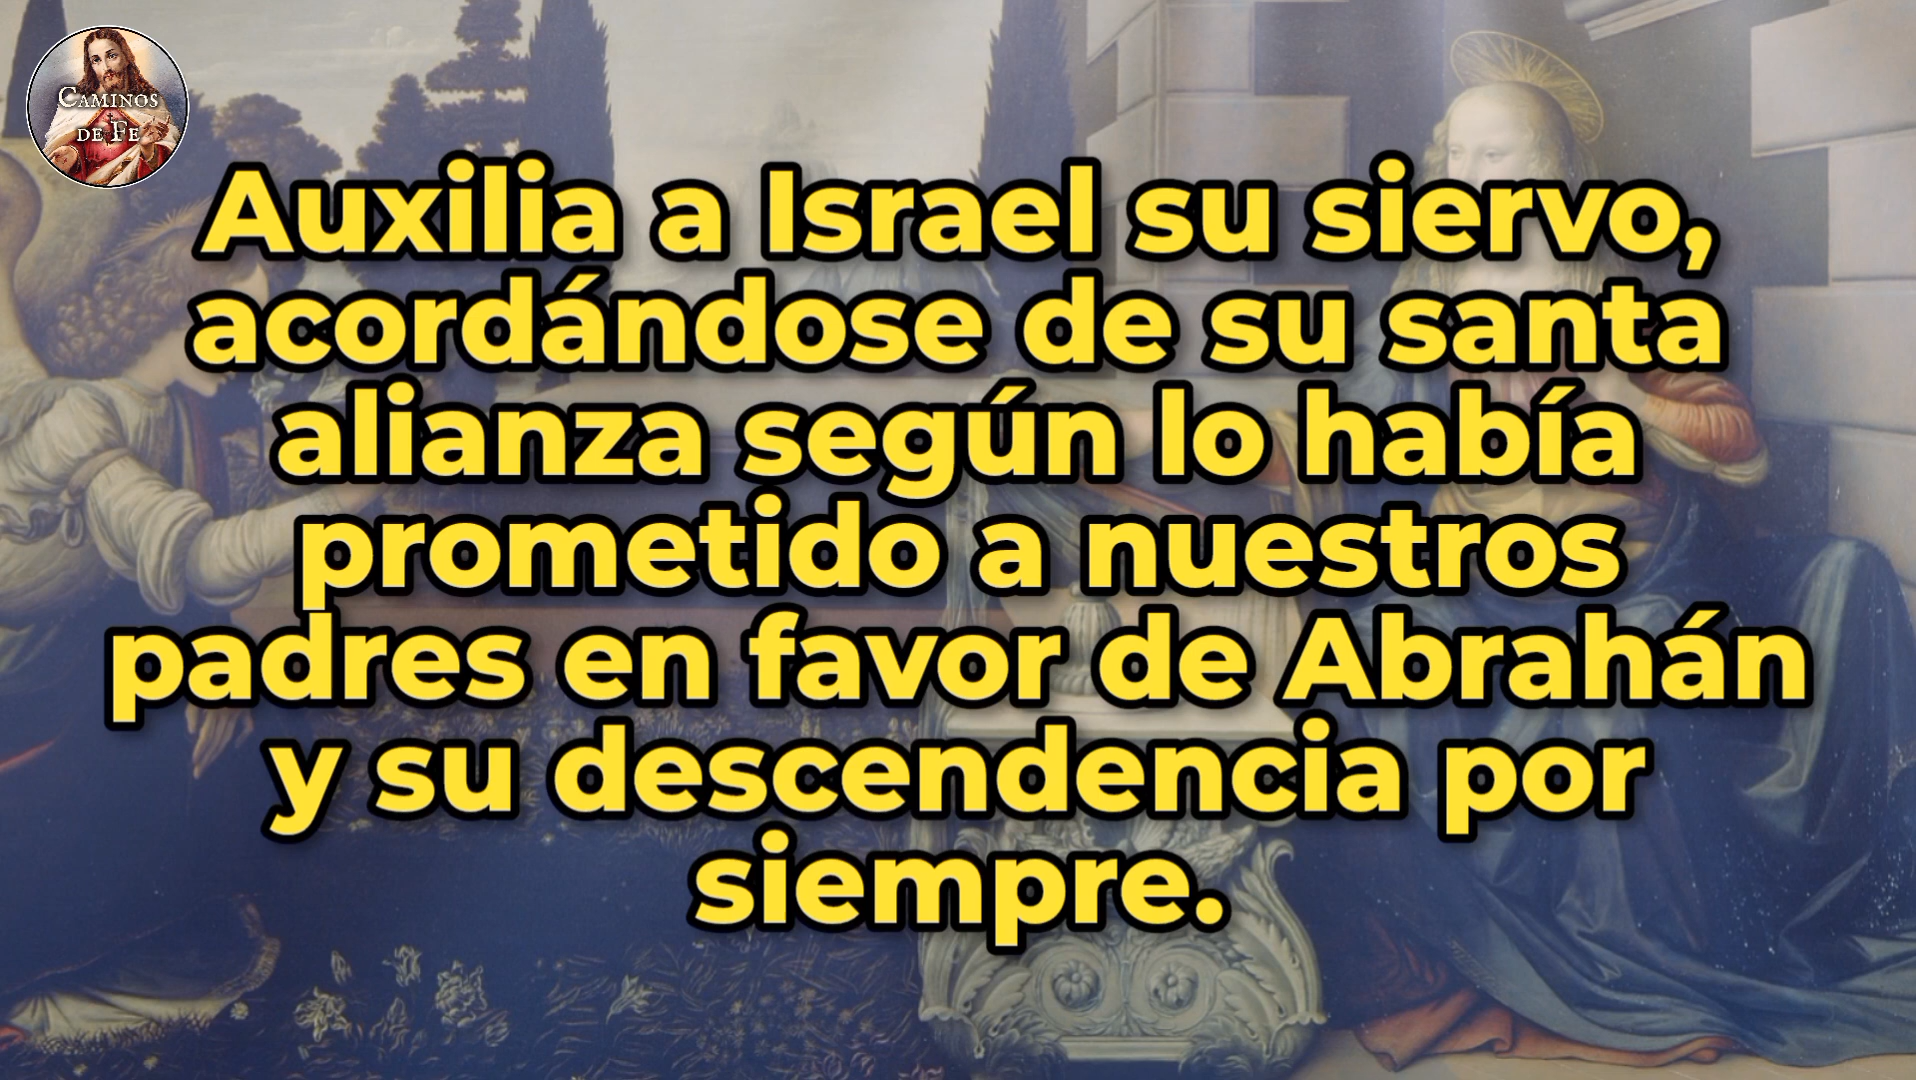 CAMINOS
DE FE
Auxilia a Israel su siervo,
acordándose de su santa
alianza según lo había
prometido a nuestros
padres en favor de Abrahán
y su descendencia por
siempre.